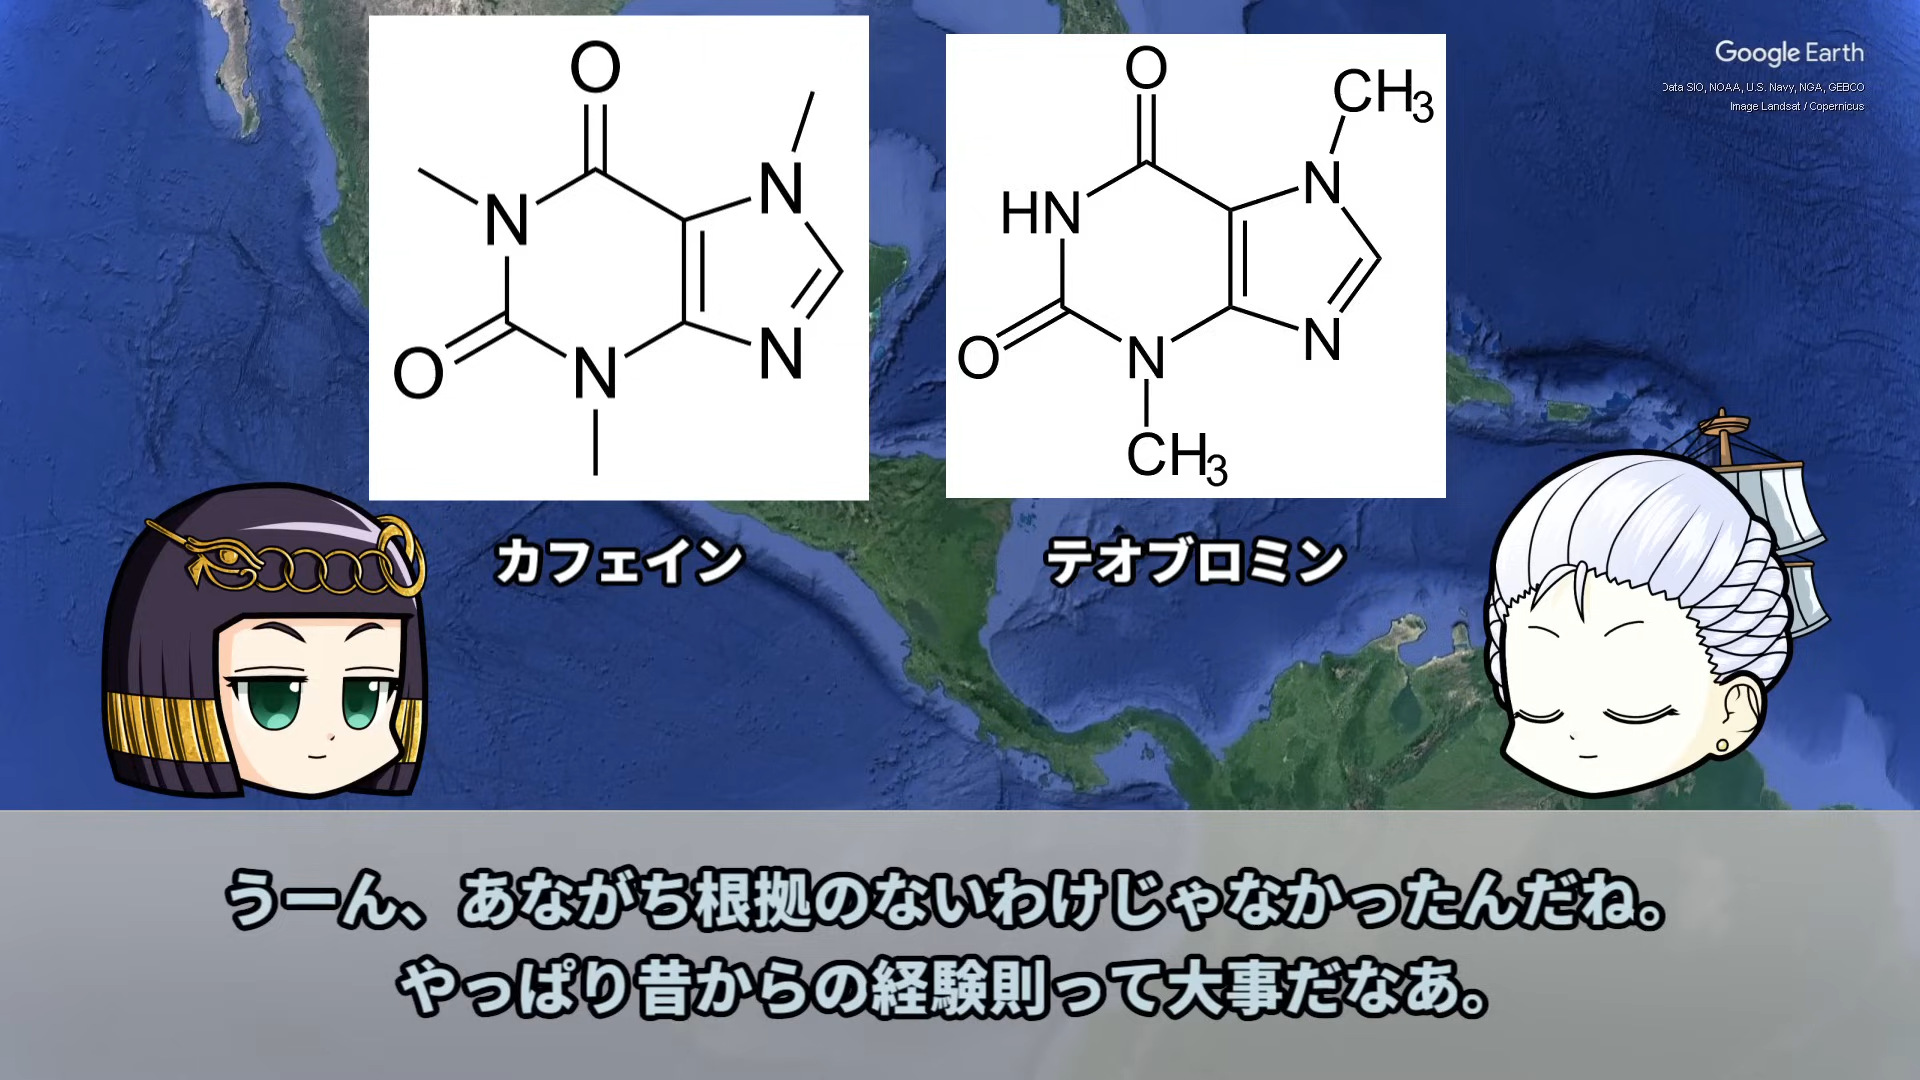 Google Earth
Data SIO, NOAA, U.S. Navy, NGA, GEBCO
Image Landsat / Copernicus
O
N
N
O
N
N
O
CH3
N
HN
O
N
N
CH3
カフェイン
テオブロミン
うーん、あながち根拠のないわけじゃなかったんだね。
やっぱり昔からの経験則って大事だなあ。